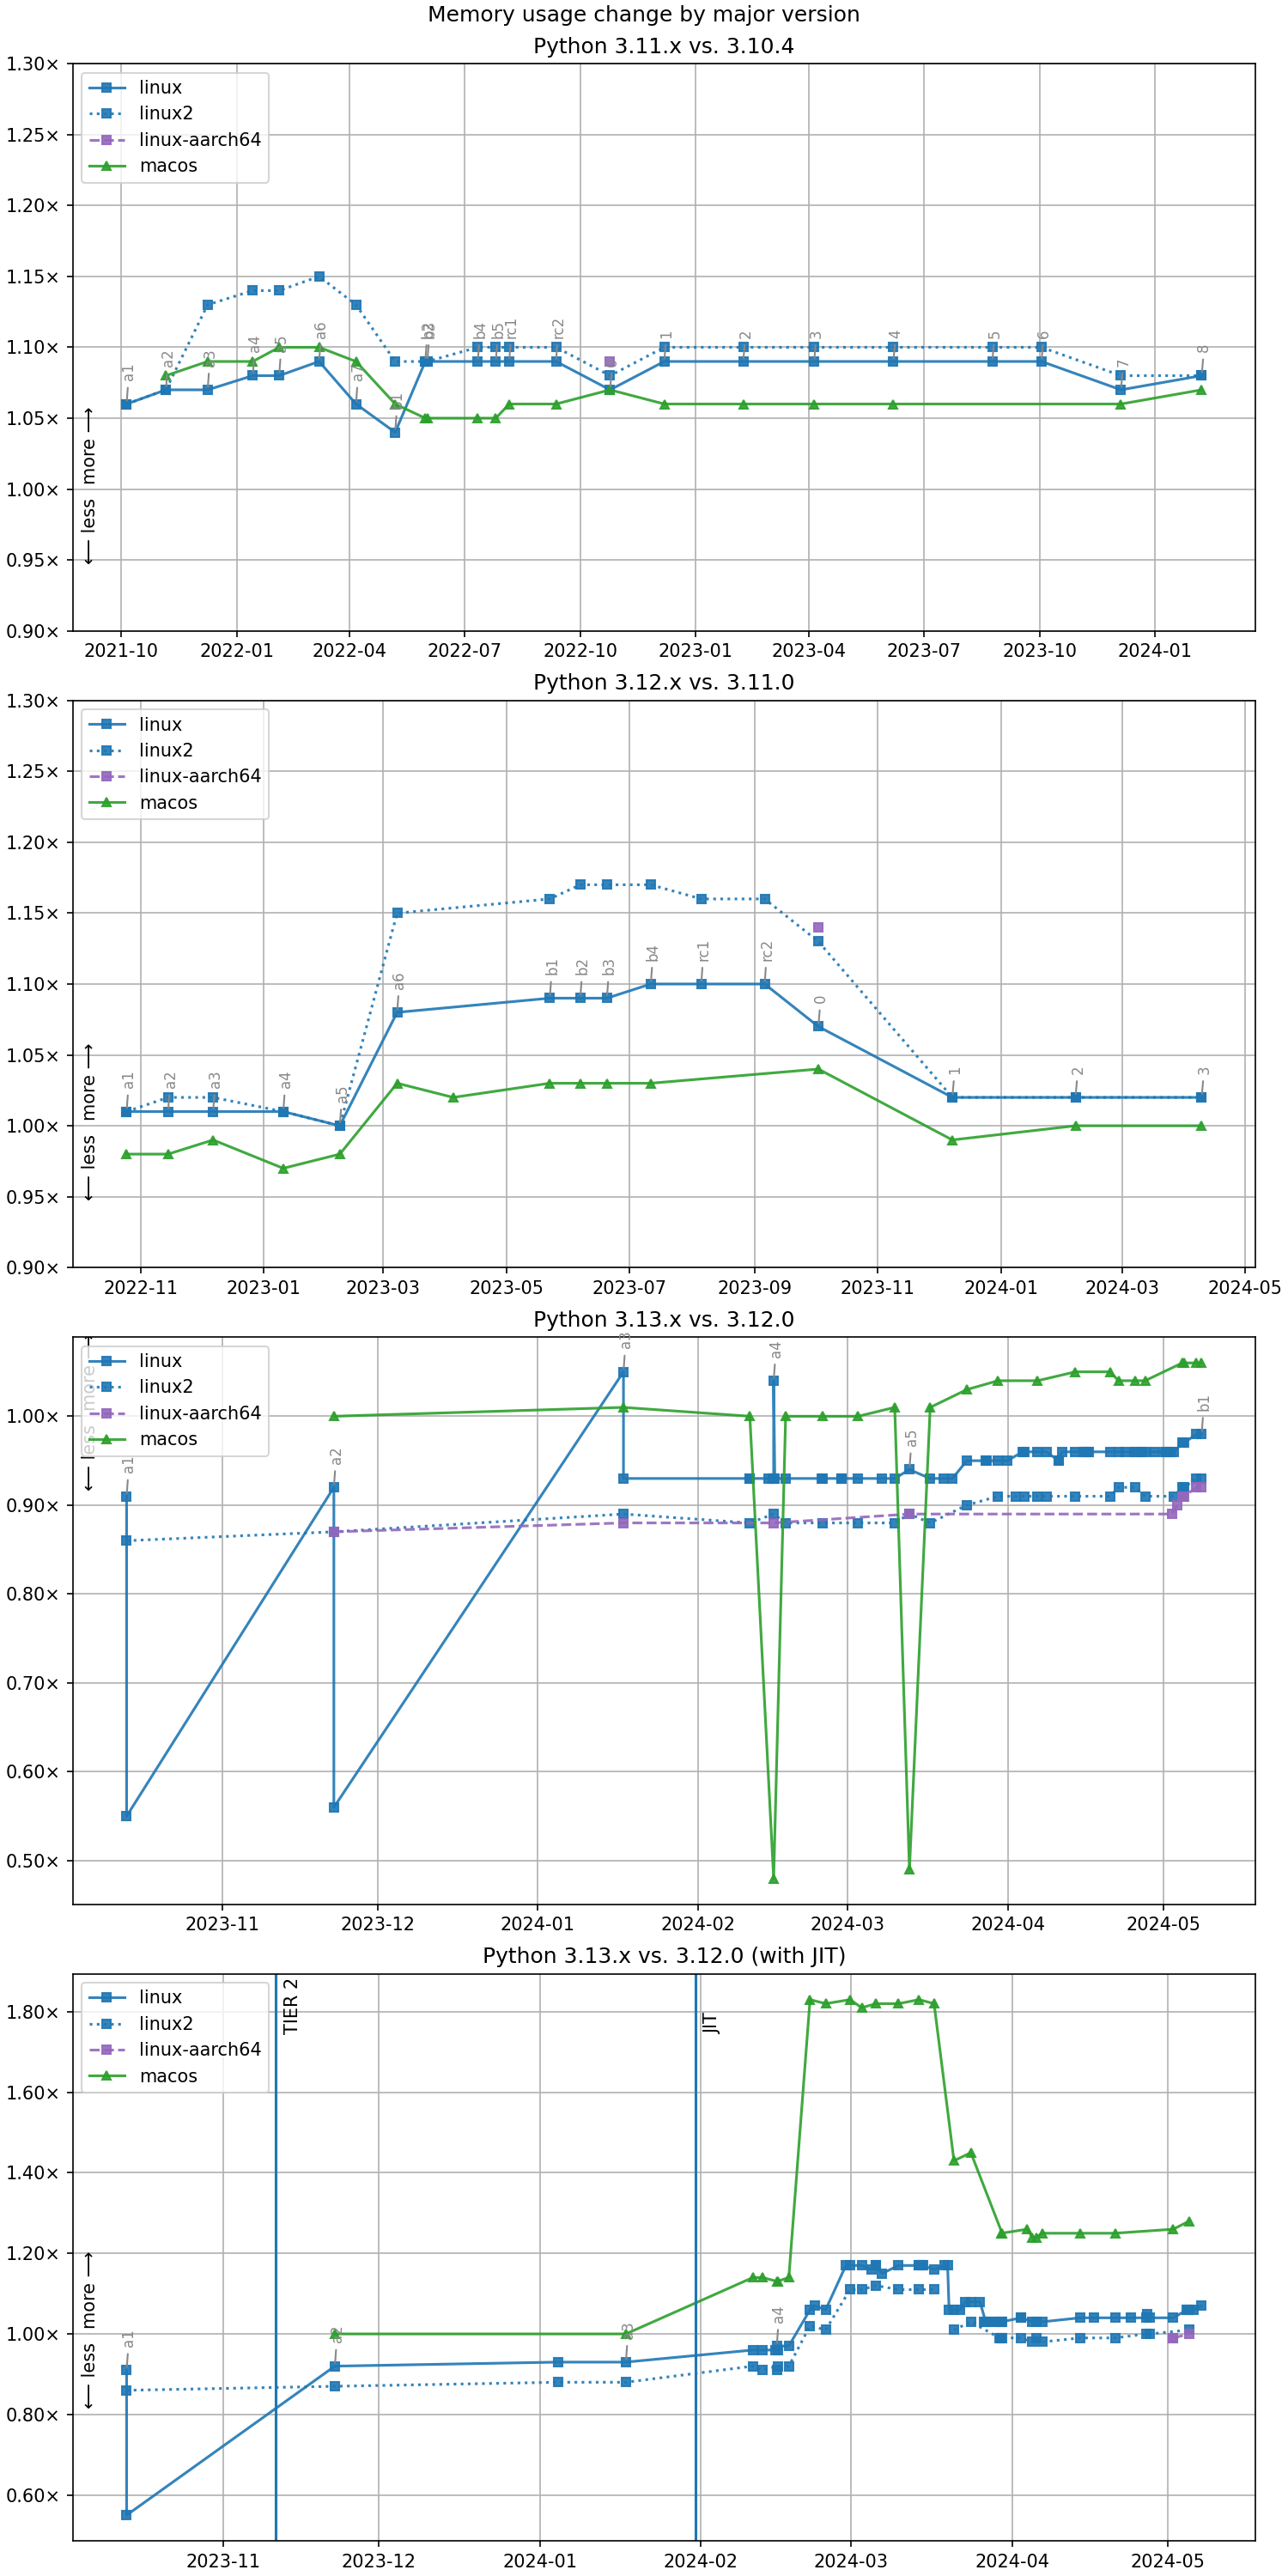 Memory usage change by major version
Python 3.11.x vs. 3.10.4
1.30×
1.25×
1.20×
1.15×
1.10×
1.05×
1.00×
0.95×
0.90×
linux
linux2
linux-aarch64
macos
← less more →
a1
a2
a3
a4
a5
a6
a7
b1
b3
b4
b5
rc1
rc2
1
2
3
4
5
6
7
8
2021-10
2022-01
2022-04
2022-07
2022-10
2023-01
2023-04
2023-07
2023-10
2024-01
Python 3.12.x vs. 3.11.0
1.30×
1.25×
1.20×
1.15×
1.10×
1.05×
1.00×
0.95×
0.90×
linux
linux2
linux-aarch64
macos
← less more →
a1
a2
a3
a4
a5
a6
b1
b2
b3
b4
rc1
rc2
0
1
2
3
2022-11
2023-01
2023-03
2023-05
2023-07
2023-09
2023-11
2024-01
2024-03
2024-05
Python 3.13.x vs. 3.12.0
1.00×
0.90×
0.80×
0.70×
0.60×
0.50×
linux
linux2
linux-aarch64
macos
← less more →
a1
a2
a3
a4
a5
b1
2023-11
2023-12
2024-01
2024-02
2024-03
2024-04
2024-05
Python 3.13.x vs. 3.12.0 (with JIT)
1.80×
1.60×
1.40×
1.20×
1.00×
0.80×
0.60×
linux
linux2
linux-aarch64
macos
TIER 2
JIT
← less more →
a1
a2
a3
a4
2023-11
2023-12
2024-01
2024-02
2024-03
2024-04
2024-05